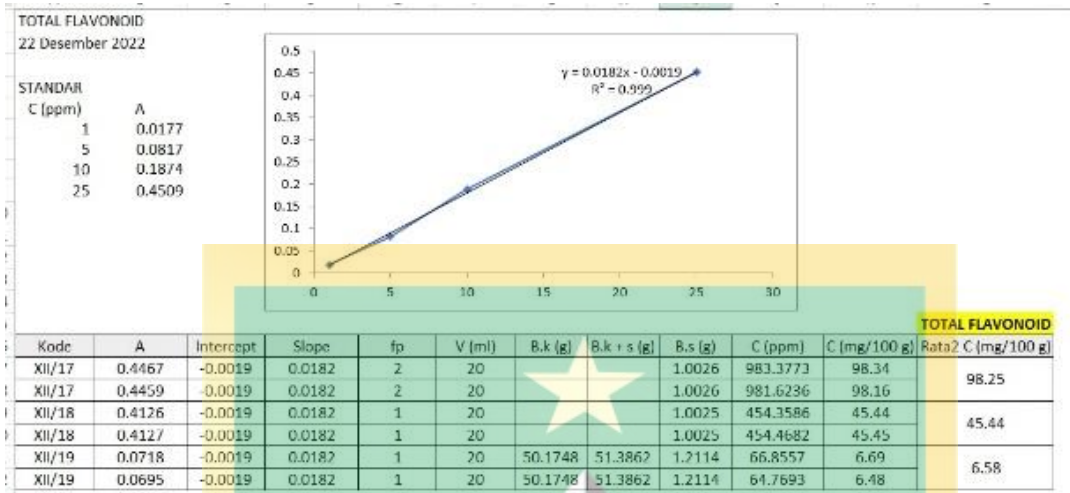 TOTAL FLAVONOID
22 Desember 2022
STANDAR
C (ppm) A
1 0.0177
5 0.0817
10 0.1874
25 0.4509
0.5
0.45
0.4
0.35
0.3
0.25
0.2
0.15
0.1
0.05
0
y = 0.0182x - 0.0019
R² = 0.999
0 5 10 15 20 25 30
TOTAL FLAVONOID
Kode A Intercept Slope fp V (ml) B.k (g) B.k + s (g) B.s (g) C (ppm) C (mg/100 g) Rata2 C (mg/100 g)
XII/17 0.4467 -0.0019 0.0182 2 20 1.0026 983.3773 98.34 98.25
XII/17 0.4459 -0.0019 0.0182 2 20 1.0026 981.6236 98.16
XII/18 0.4126 -0.0019 0.0182 1 20 1.0025 454.3586 45.44 45.44
XII/18 0.4127 -0.0019 0.0182 1 20 1.0025 454.4682 45.45
XII/19 0.0718 -0.0019 0.0182 1 20 50.1748 51.3862 1.2114 66.8557 6.69 6.58
XII/19 0.0695 -0.0019 0.0182 1 20 50.1748 51.3862 1.2114 64.7693 6.48